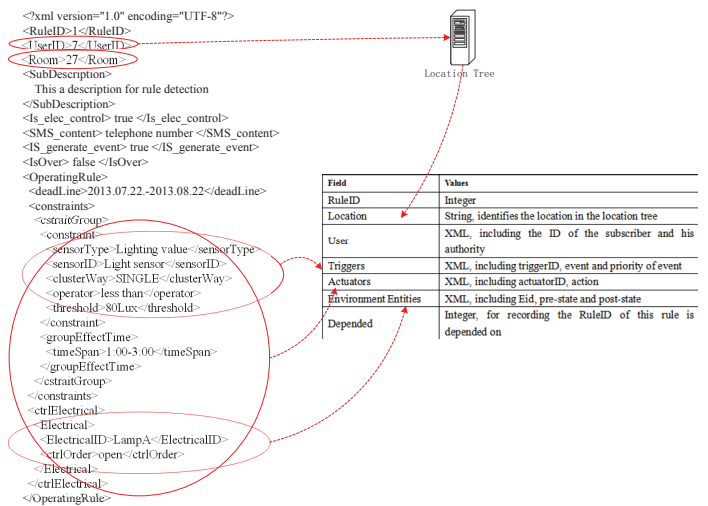 <?xml version="1.0" encoding="UTF-8"?>
<RuleID>1</RuleID>
<UserID>7</UserID>
<Room>27</Room>
<SubDescription>
This a description for rule detection
</SubDescription>
<Is_elec_control> true </Is_elec_control>
<SMS_content> telephone number </SMS_content>
<IS_generate_event> true </IS_generate_event>
<IsOver> false </IsOver>
<OperatingRule>
<deadLine>2013.07.22.-2013.08.22</deadLine>
<constraints>
<cstraitGroup>
<constraint>
<sensorType>Lighting value</sensorType>
<sensorID>Light sensor</sensorID>
<clusterWay>SINGLE</clusterWay>
<operator>less than</operator>
<threshold>80Lux</threshold>
</constraint>
<groupEffectTime>
<timeSpan>1:00-3:00</timeSpan>
</groupEffectTime>
</cstraitGroup>
</constraints>
<ctrlElectrical>
<Electrical>
<ElectricalID>LampA</ElectricalID>
<ctrlOrder>open</ctrlOrder>
</Electrical>
</ctrlElectrical>
</OperatingRule>
Location Tree
Field Values
RuleID Integer
Location String, identifies the location in the location tree
User XML, including the ID of the subscriber and his
authority
Triggers XML, including triggerID, event and priority of event
Actuators XML, including actuatorID, action
Environment Entities XML, including Eid, pre-state and post-state
Depended Integer, for recording the RuleID of this rule is
depended on